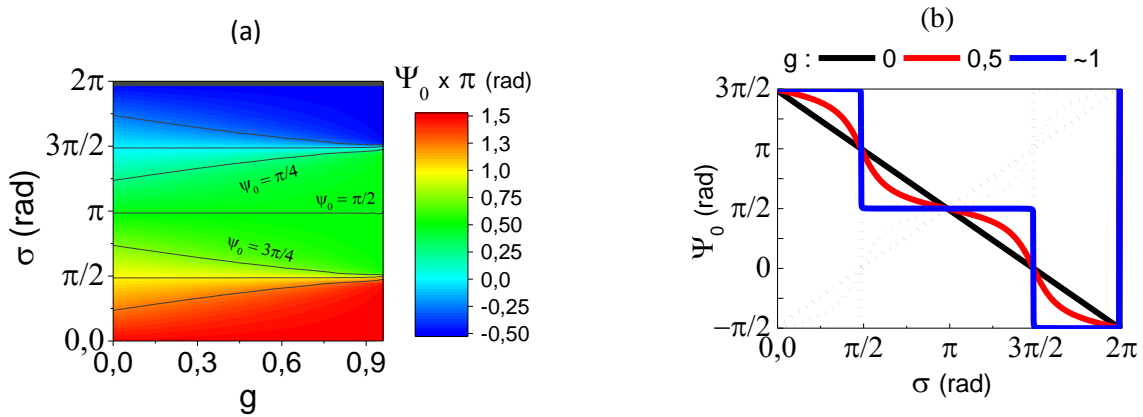 (a)
2π
3π/2
π
π/2
0,0
σ (rad)
0,0 0,3 0,6 0,9
g
ψ₀ = π/4
ψ₀ = π/2
ψ₀ = 3π/4
Ψ₀ x π (rad)
1,5
1,3
1,0
0,75
0,50
0,25
0,0
-0,25
-0,50
(b)
g : 0 0,5 ~1
3π/2
π
π/2
0
−π/2
Ψ₀ (rad)
0,0 π/2 π 3π/2 2π
σ (rad)